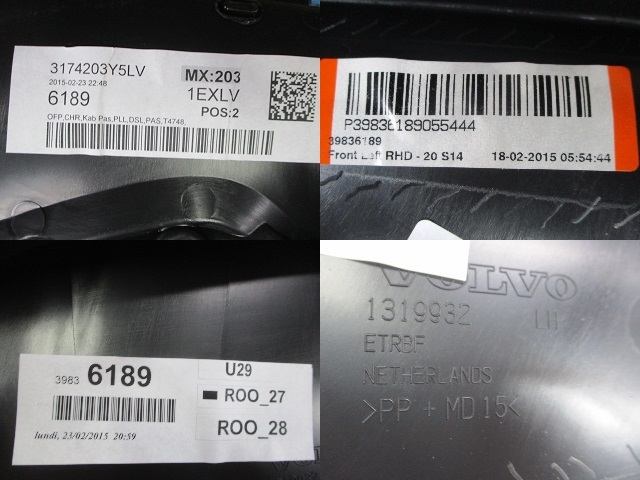 3174203Y5LV
2015-02-23 22:48
MX:203
6189
1EXLV
POS:2
OFP,CHR,Kab Pas,PLL,DSL,PAS,T4748,
P39836189055444
39836189
Front Left RHD - 20 S14 18-02-2015 05:54:44
3983 6189
U29
ROO_27
ROO_28
lundi, 23/02/2015 20:59
VOLVO
1319932 LH
ETRBF
NETHERLANDS
>PP + MD15<